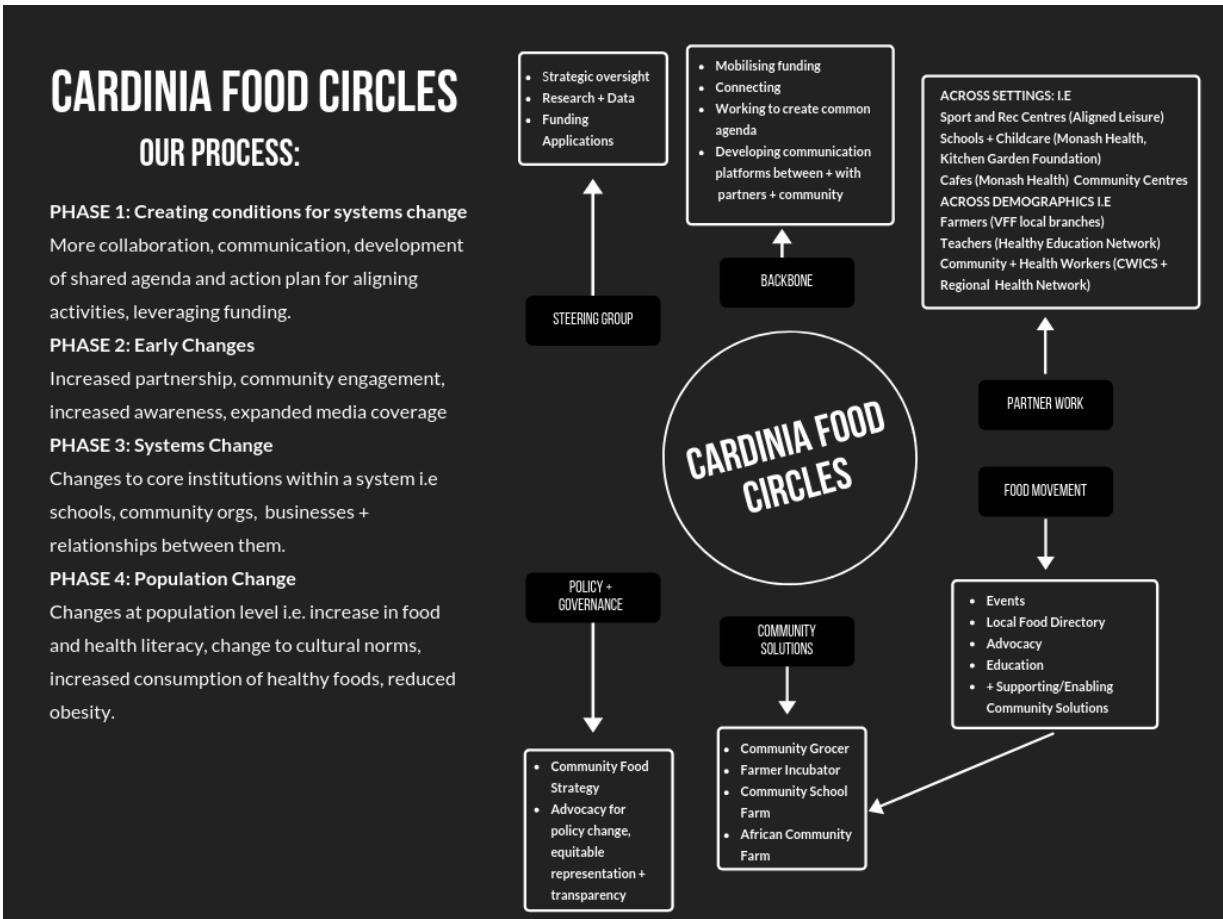 CARDINIA FOOD CIRCLES
OUR PROCESS:
PHASE 1: Creating conditions for systems change
More collaboration, communication, development
of shared agenda and action plan for aligning
activities, leveraging funding.
PHASE 2: Early Changes
Increased partnership, community engagement,
increased awareness, expanded media coverage
PHASE 3: Systems Change
Changes to core institutions within a system i.e
schools, community orgs, businesses +
relationships between them.
PHASE 4: Population Change
Changes at population level i.e. increase in food
and health literacy, change to cultural norms,
increased consumption of healthy foods, reduced
obesity.
• Strategic oversight
• Research + Data
• Funding
Applications
STEERING GROUP
• Mobilising funding
• Connecting
• Working to create common
agenda
• Developing communication
platforms between + with
partners + community
BACKBONE
ACROSS SETTINGS: I.E
Sport and Rec Centres (Aligned Leisure)
Schools + Childcare (Monash Health,
Kitchen Garden Foundation)
Cafes (Monash Health) Community Centres
ACROSS DEMOGRAPHICS I.E
Farmers (VFF local branches)
Teachers (Healthy Education Network)
Community + Health Workers (CWICS +
Regional Health Network)
PARTNER WORK
CARDINIA FOOD
CIRCLES
FOOD MOVEMENT
• Events
• Local Food Directory
• Advocacy
• Education
• + Supporting/Enabling
Community Solutions
POLICY +
GOVERNANCE
• Community Food
Strategy
• Advocacy for
policy change,
equitable
representation +
transparency
COMMUNITY
SOLUTIONS
• Community Grocer
• Farmer Incubator
• Community School
Farm
• African Community
Farm